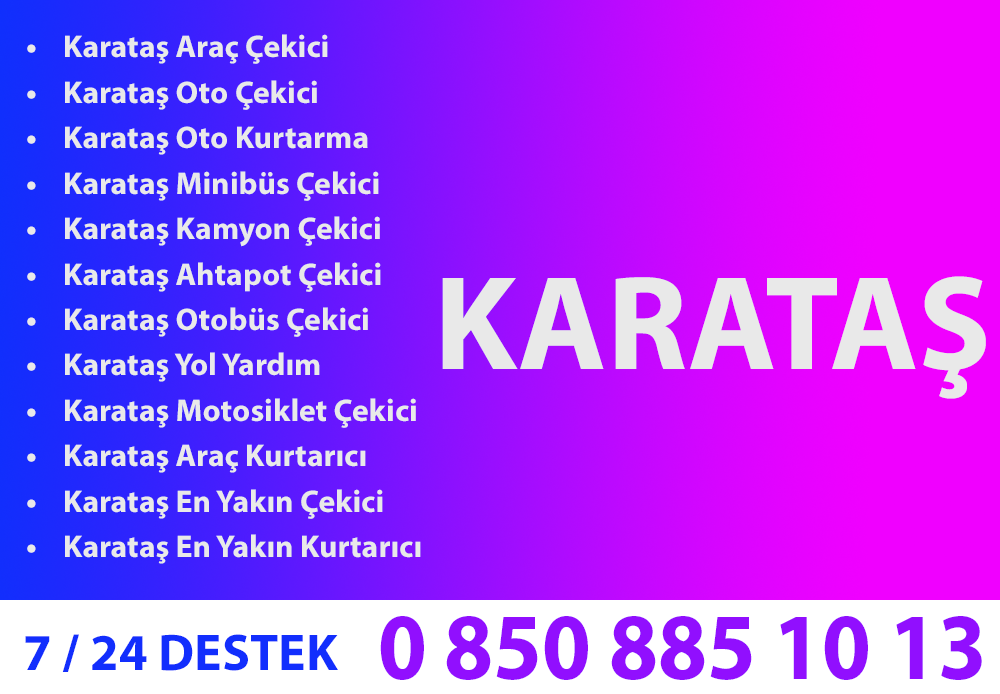 • Karataş Araç Çekici
• Karataş Oto Çekici
• Karataş Oto Kurtarma
• Karataş Minibüs Çekici
• Karataş Kamyon Çekici
• Karataş Ahtapot Çekici
• Karataş Otobüs Çekici
• Karataş Yol Yardım
• Karataş Motosiklet Çekici
• Karataş Araç Kurtarıcı
• Karataş En Yakın Çekici
• Karataş En Yakın Kurtarıcı
KARATAŞ
7 / 24 DESTEK 0 850 885 10 13